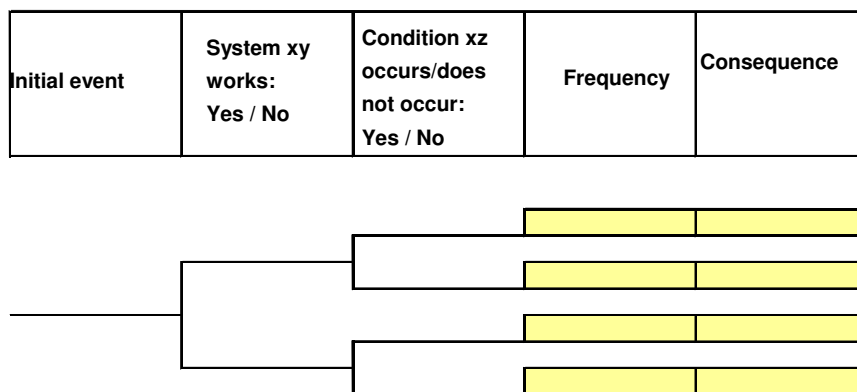 Initial event
System xy
works:
Yes / No
Condition xz
occurs/does
not occur:
Yes / No
Frequency
Consequence